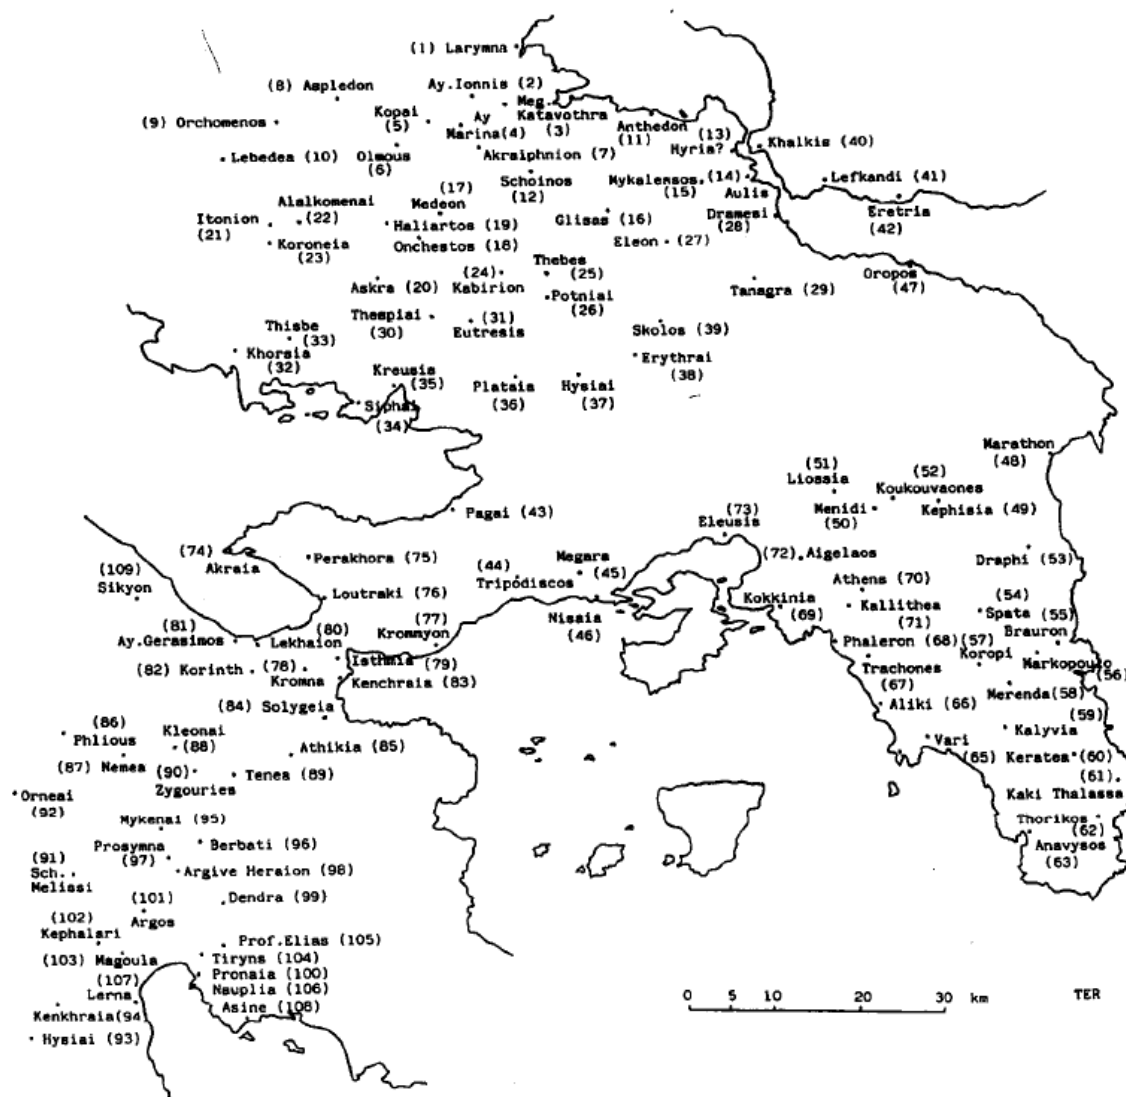 (1) Larymna
(8) Aspledon
Ay.Ionnis (2)
Meg.
Katavothra
(3)
Kopai
(5)
Ay
Marina(4)
(9) Orchomenos
Anthedon
(11)
(13)
Hyria?
Khalkis (40)
Lebedea (10)
Olmous
(6)
Akraiphnion (7)
Schoinos
(12)
Mykalensos
(15)
(14)
Aulis
Lefkandi (41)
Eretria
(42)
(17)
Medeon
Alalkomenai
(22)
Itonion
(21)
Haliartos (19)
Glisas (16)
Dramesi
(28)
Koroneia
(23)
Onchestos (18)
Eleon
(27)
Oropos
(47)
Thebes
(25)
(24)
Kabirion
Askra (20)
Potniai
(26)
Tanagra (29)
Thespiai
(30)
(31)
Eutresis
Skolos (39)
Thisbe
(33)
Khorsia
(32)
Erythrai
(38)
Kreusis
(35)
Plataia
(36)
Hysiai
(37)
Siphai
(34)
Marathon
(48)
(51)
Liossia
(52)
Koukouvaones
Menidi
(50)
Kephisia (49)
Pagai (43)
(73)
Eleusis
(74)
Akraia
Perakhora (75)
(44)
Tripodiscos
Megara
(45)
(72)
Aigelaos
Draphi (53)
(109)
Sikyon
Loutraki (76)
Athens (70)
Nisaia
(46)
Kokkinia
(69)
Kallithea
(71)
(54)
Spata
(55)
Brauron
(81)
Ay.Gerasimos
(80)
Lekhaion
(77)
Krommyon
(79)
Isthmia
Phaleron (68)
(57)
Koropi
Markopoulo
(56)
(82) Korinth
(78)
Kromna
Kenchraia (83)
Trachones
(67)
Merenda(58)
(84) Solygeia
Aliki (66)
(59)
Kalyvia
(86)
Phlious
Kleonai
(88)
Athikia (85)
Vari
(65)
Keratea
(60)
(87) Nemea
(90)
Zygouries
Tenea (89)
(61)
Kaki Thalassa
Orneai
(92)
Mykenai (95)
Thorikos
(62)
Prosymna
(97)
Berbati (96)
Anavysos
(63)
(91)
Sch.
Melissi
Argive Heraion (98)
(101)
Argos
Dendra (99)
(102)
Kephalari
Prof.Elias (105)
(103) Magoula
Tiryns (104)
Pronaia (100)
(107)
Lerna
Nauplia (106)
Asine (108)
Kenkhraia(94)
Hysiai (93)
0 5 10 20 30 km
TER